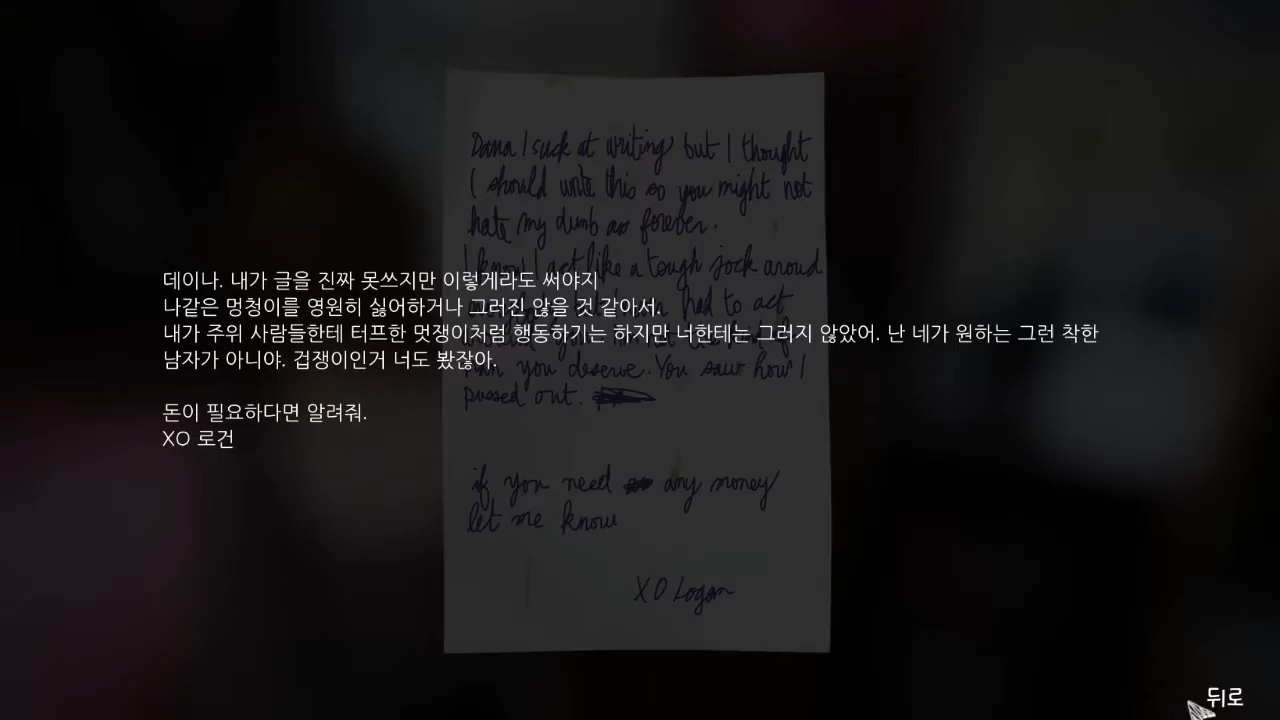 Dana I suck at writing but I thought
I should write this so you might not
hate my dumb ass forever.
I know I act like a tough jock around
had to act
man you deserve. You saw how I
passed out.
if you need any money
let me know
XO Logan
데이나. 내가 글을 진짜 못쓰지만 이렇게라도 써야지
나같은 멍청이를 영원히 싫어하거나 그러진 않을 것 같아서.
내가 주위 사람들한테 터프한 멋쟁이처럼 행동하기는 하지만 너한테는 그러지 않았어. 난 네가 원하는 그런 착한
남자가 아니야. 겁쟁이인거 너도 봤잖아.
돈이 필요하다면 알려줘.
XO 로건
뒤로